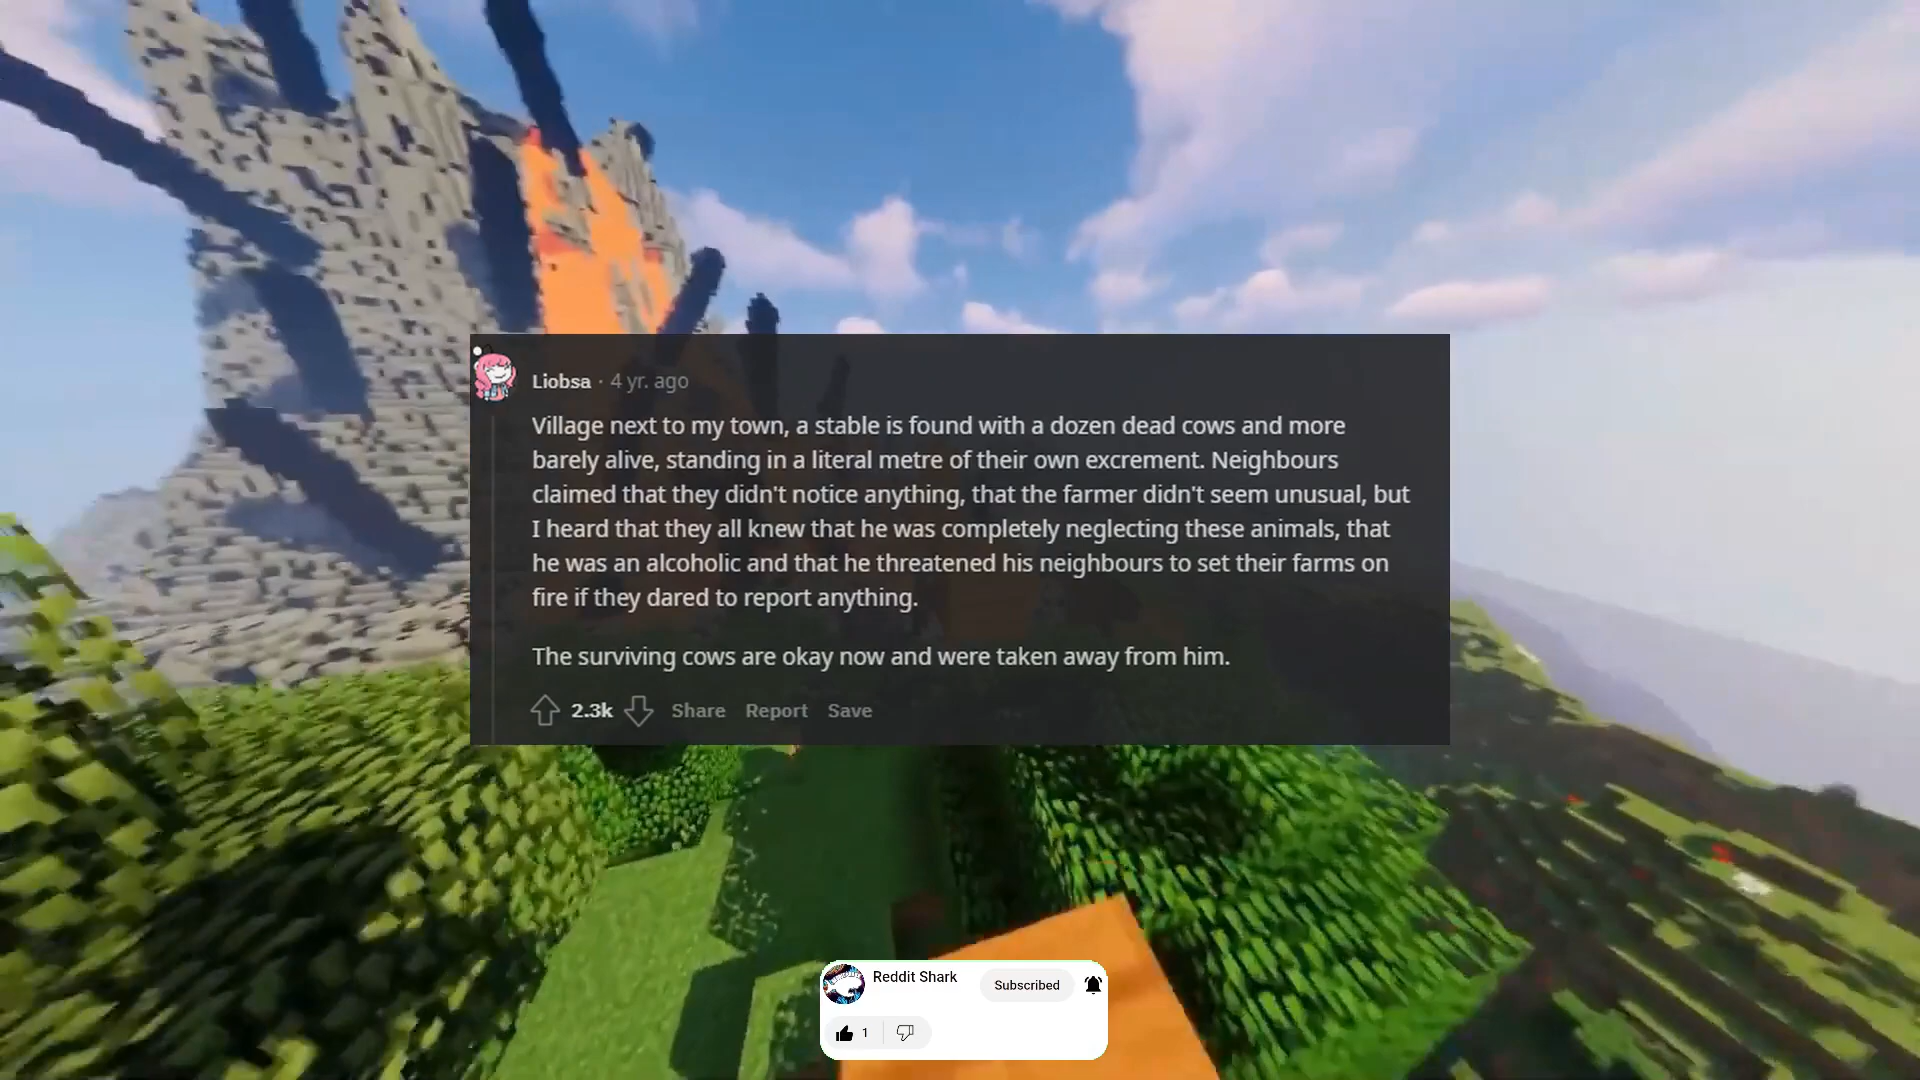 Liobsa · 4 yr. ago
Village next to my town, a stable is found with a dozen dead cows and more
barely alive, standing in a literal metre of their own excrement. Neighbours
claimed that they didn't notice anything, that the farmer didn't seem unusual, but
I heard that they all knew that he was completely neglecting these animals, that
he was an alcoholic and that he threatened his neighbours to set their farms on
fire if they dared to report anything.
The surviving cows are okay now and were taken away from him.
2.3k Share Report Save
Reddit Shark
Subscribed
1